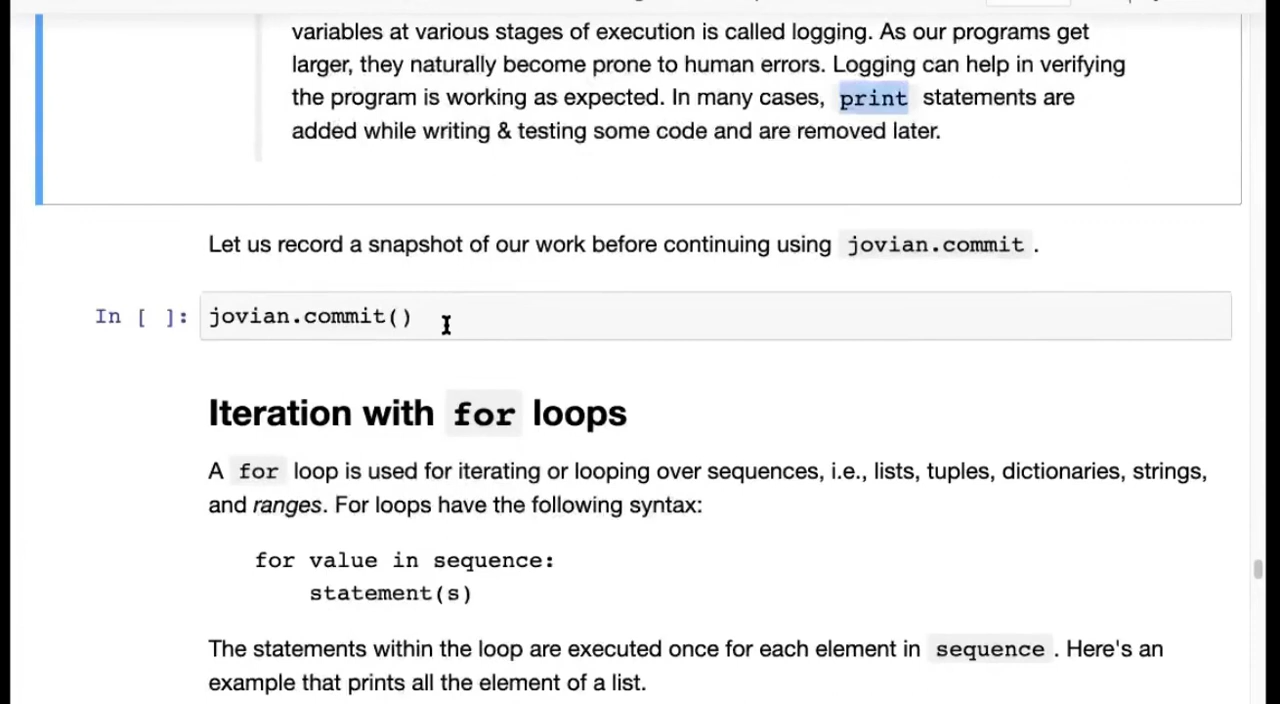 variables at various stages of execution is called logging. As our programs get
larger, they naturally become prone to human errors. Logging can help in verifying
the program is working as expected. In many cases, print statements are
added while writing & testing some code and are removed later.
Let us record a snapshot of our work before continuing using jovian.commit .
In [ ]: jovian.commit()
Iteration with for loops
A for loop is used for iterating or looping over sequences, i.e., lists, tuples, dictionaries, strings,
and ranges. For loops have the following syntax:
for value in sequence:
statement(s)
The statements within the loop are executed once for each element in sequence . Here's an
example that prints all the element of a list.